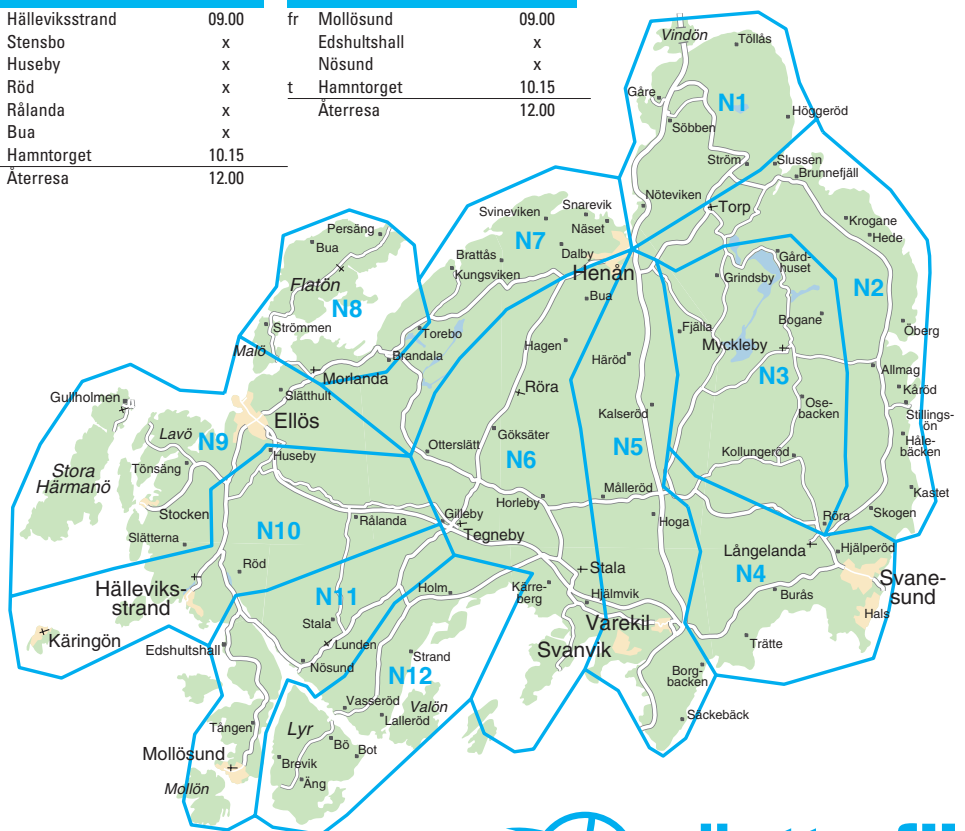 Hälleviksstrand 09.00
Stensbo x
Huseby x
Röd x
Rålanda x
Bua x
Hamntorget 10.15
Återresa 12.00
fr Mollösund 09.00
Edshultshall x
Nösund x
t Hamntorget 10.15
Återresa 12.00
Vindön
Töllås
Gåre
N1
Höggeröd
Söbben
Ström
Slussen
Brunnefjäll
Nöteviken
Torp
Krogane
Hede
Snarevik
Svineviken
Näset
N7
Dalby
Brattås
Kungsviken
Henån
Bua
Persäng
Bua
Flatön
N8
Strömmen
Malö
Morlanda
Torebo
Brandala
Gård-
huset
Grindsby
N2
Bogane
Fjälla
Myckleby
Öberg
Allmag
Kåröd
Stillings-
ön
Håle-
bäcken
Kastet
Skogen
N3
Ose-
backen
Kollungeröd
Röra
Hagen
Häröd
Röra
Kalseröd
Göksäter
N5
N6
Otterslätt
Horleby
Målleröd
Hoga
Slätthult
Ellös
Gullholmen
Lavö
N9
Huseby
Stora
Härmanö
Tönsäng
Stocken
Slätterna
N10
Rålanda
Gilleby
Tegneby
Röd
Hälleviks-
strand
Käringön
N11
Stala
Lunden
Nösund
Edshultshall
Holm
Strand
N12
Vasseröd
Valön
Lalleröd
Kärre-
berg
Stala
Hjälmvik
Varekil
Svanvik
Långelanda
Hjälperöd
N4
Burås
Svane-
sund
Hals
Trätte
Borg-
backen
Säckebäck
Tången
Mollösund
Mollön
Lyr
Bö
Bot
Brevik
Äng